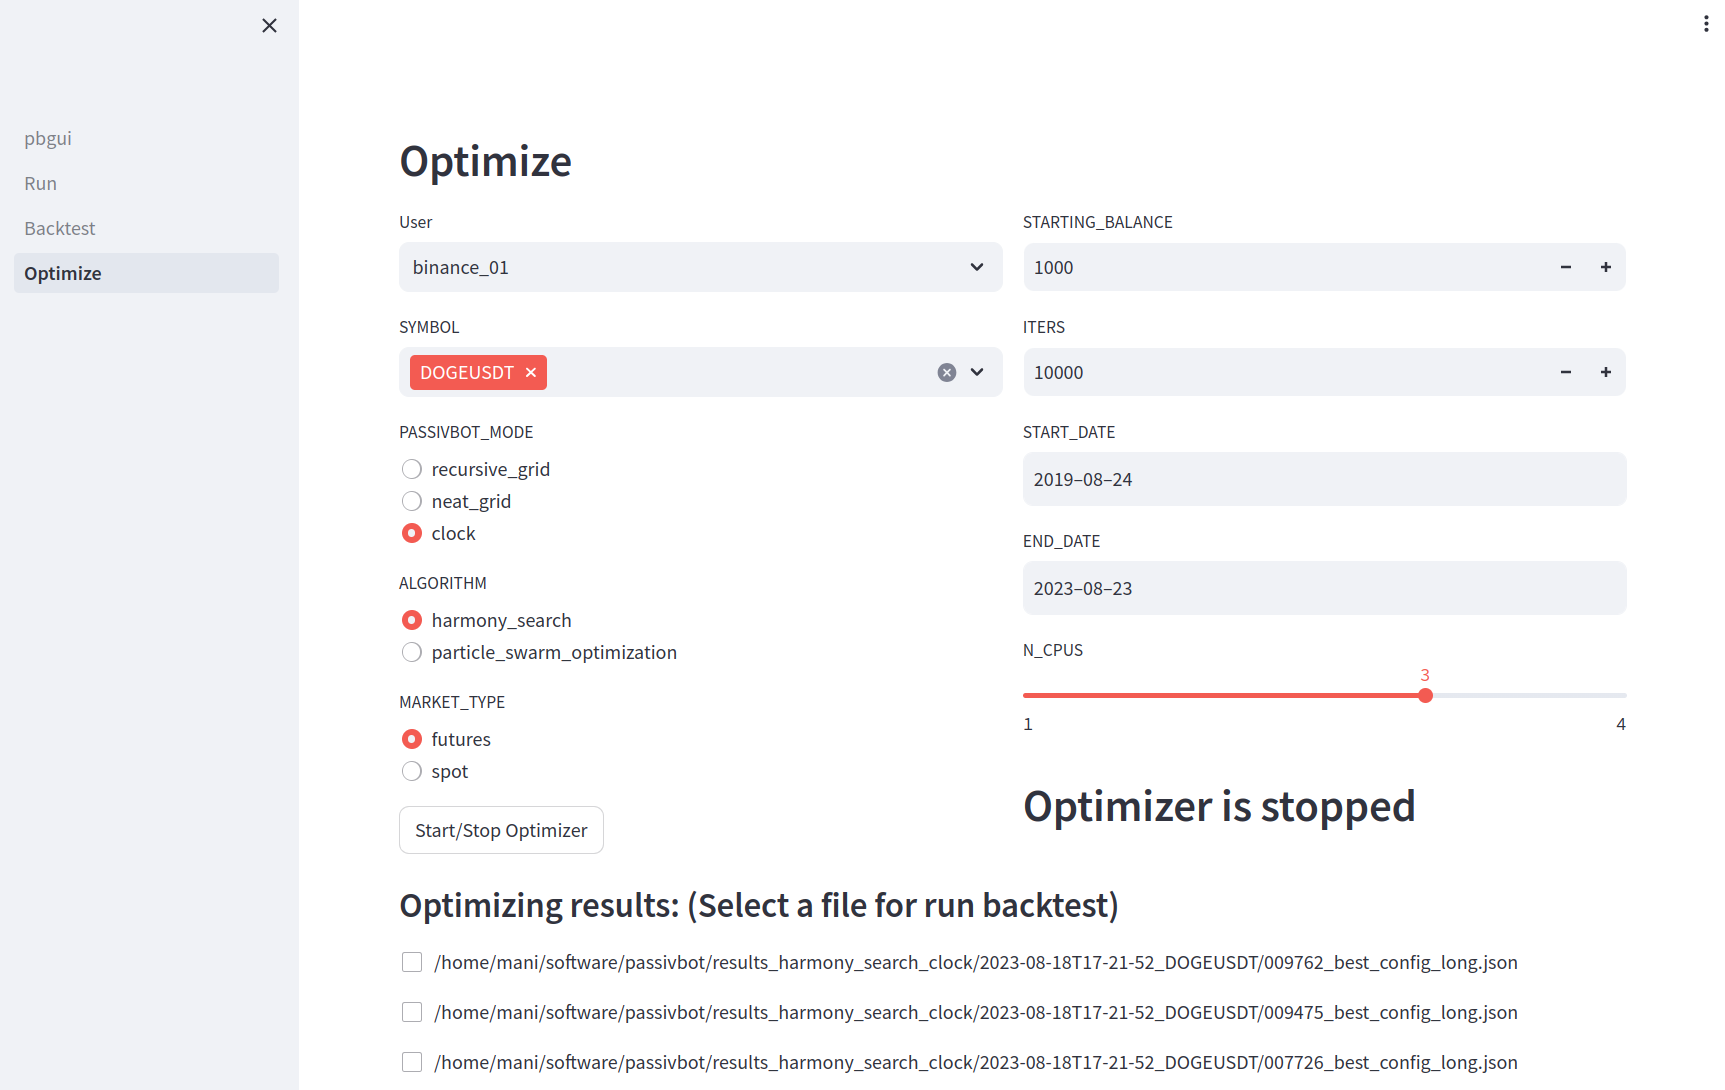 pbgui
Run
Backtest
Optimize
Optimize
User
binance_01
SYMBOL
DOGEUSDT
PASSIVBOT_MODE
recursive_grid
neat_grid
clock
ALGORITHM
harmony_search
particle_swarm_optimization
MARKET_TYPE
futures
spot
Start/Stop Optimizer
STARTING_BALANCE
1000
ITERS
10000
START_DATE
2019–08–24
END_DATE
2023–08–23
N_CPUS
3
1 4
Optimizer is stopped
Optimizing results: (Select a file for run backtest)
/home/mani/software/passivbot/results_harmony_search_clock/2023-08-18T17-21-52_DOGEUSDT/009762_best_config_long.json
/home/mani/software/passivbot/results_harmony_search_clock/2023-08-18T17-21-52_DOGEUSDT/009475_best_config_long.json
/home/mani/software/passivbot/results_harmony_search_clock/2023-08-18T17-21-52_DOGEUSDT/007726_best_config_long.json